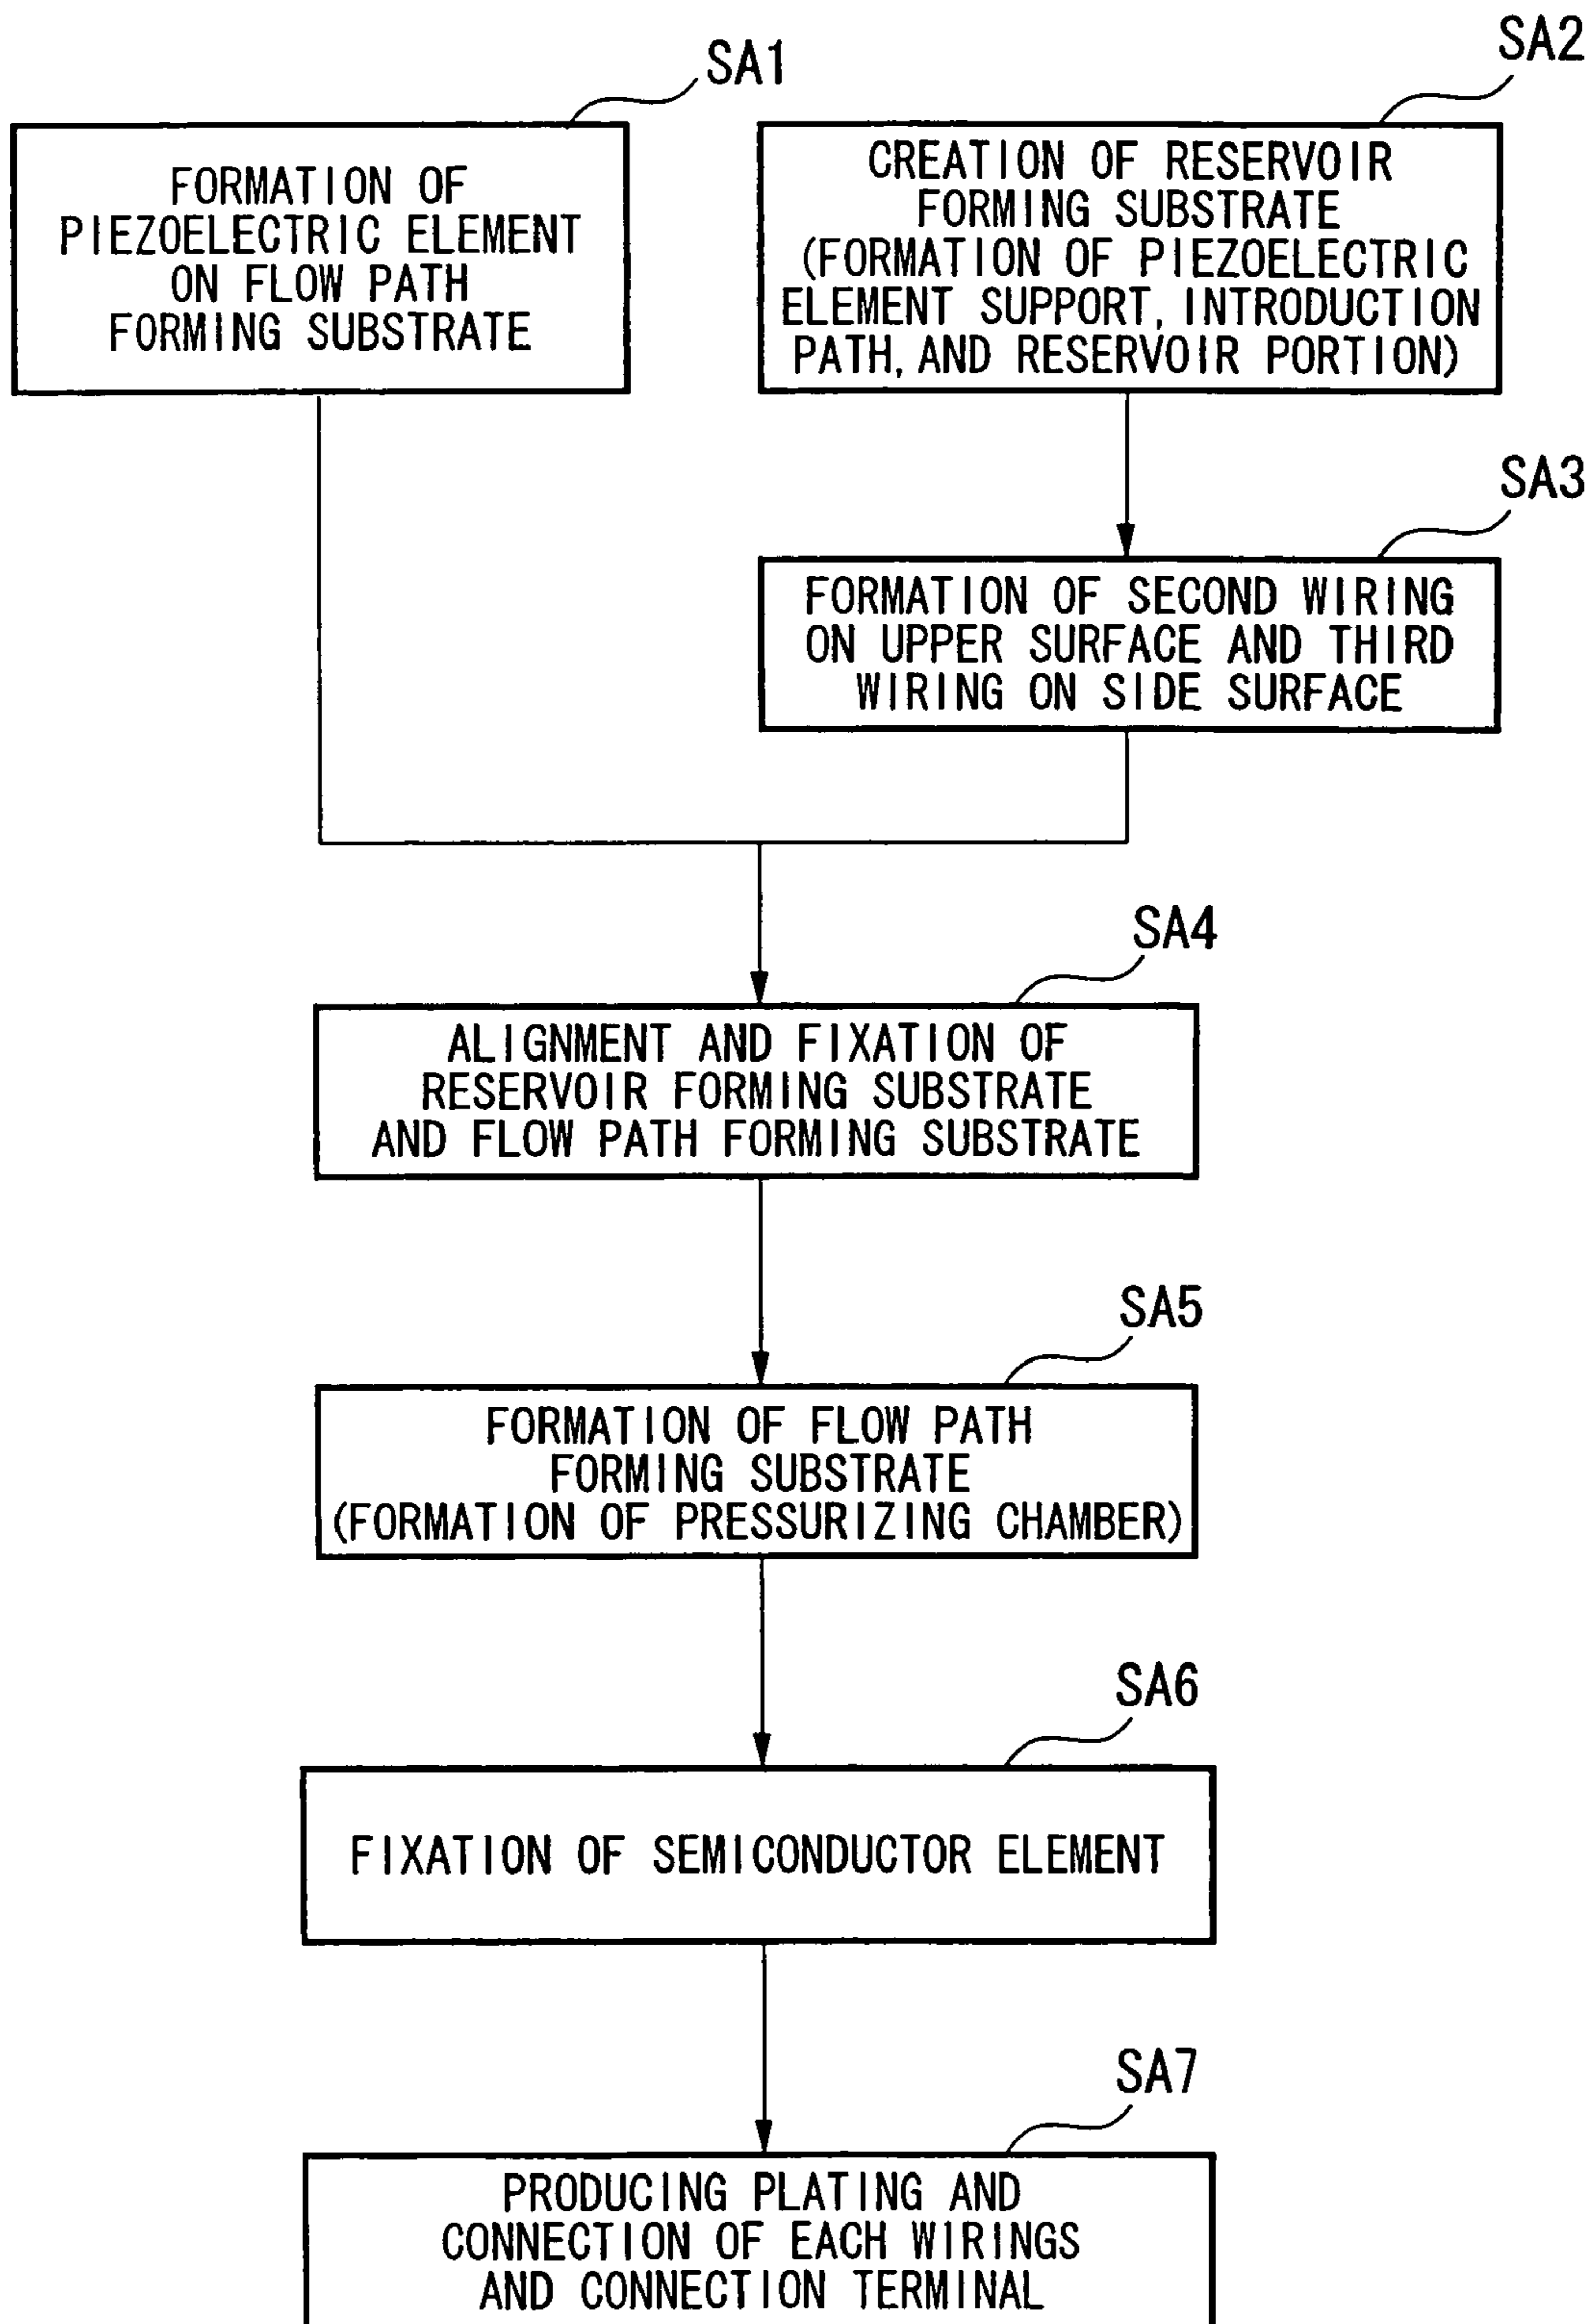 SA1
FORMATION OF
PIEZOELECTRIC ELEMENT
ON FLOW PATH
FORMING SUBSTRATE
SA2
CREATION OF RESERVOIR
FORMING SUBSTRATE
(FORMATION OF PIEZOELECTRIC
ELEMENT SUPPORT, INTRODUCTION
PATH, AND RESERVOIR PORTION)
SA3
FORMATION OF SECOND WIRING
ON UPPER SURFACE AND THIRD
WIRING ON SIDE SURFACE
SA4
ALIGNMENT AND FIXATION OF
RESERVOIR FORMING SUBSTRATE
AND FLOW PATH FORMING SUBSTRATE
SA5
FORMATION OF FLOW PATH
FORMING SUBSTRATE
(FORMATION OF PRESSURIZING CHAMBER)
SA6
FIXATION OF SEMICONDUCTOR ELEMENT
SA7
PRODUCING PLATING AND
CONNECTION OF EACH WIRINGS
AND CONNECTION TERMINAL